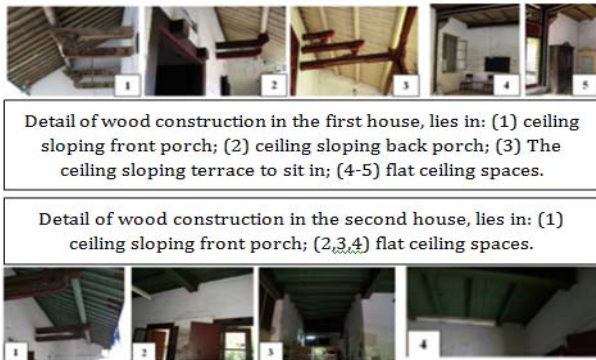 1
2
3
4
5
Detail of wood construction in the first house, lies in: (1) ceiling
sloping front porch; (2) ceiling sloping back porch; (3) The
ceiling sloping terrace to sit in; (4-5) flat ceiling spaces.
Detail of wood construction in the second house, lies in: (1)
ceiling sloping front porch; (2,3,4) flat ceiling spaces.
1
2
3
4